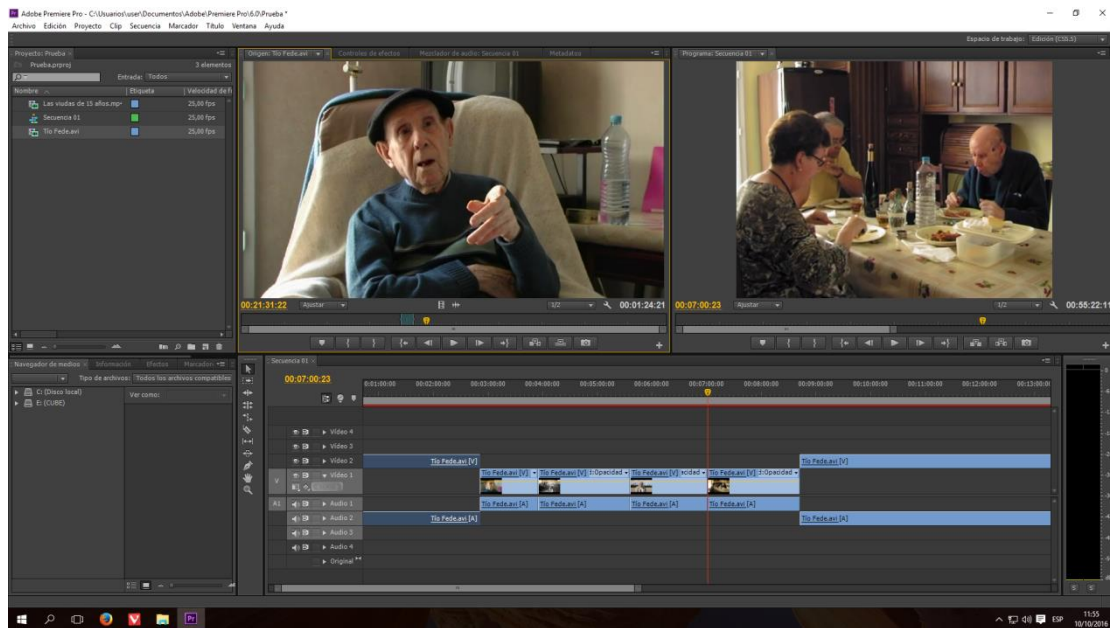 Adobe Premiere Pro - C:\Usuarios\user\Documentos\Adobe\Premiere Pro\6.0\Prueba *
Archivo Edición Proyecto Clip Secuencia Marcador Título Ventana Ayuda
Espacio de trabajo: Edición (CS5.5)
Proyecto: Prueba
Prueba.prproj 3 elementos
Entrada: Todos
Nombre Etiqueta Velocidad de f
Las viudas de 15 años.mp
25,00 fps
Secuencia 01 25,00 fps
Tío Fede.avi 25,00 fps
Origen: Tío Fede.avi Controles de efectos Mezclador de audio: Secuencia 01 Metadatos
00:21:31:22 Ajustar 1/2 00:01:24:21
Programa: Secuencia 01
00:07:00:23 Ajustar 1/2 00:55:22:11
Navegador de medios Información Efectos Marcador
Tipo de archivo: Todos los archivos compatibles
C: (Disco local) Ver como:
E: (CUBE)
Secuencia 01
00:07:00:23
0:01:00:00 00:02:00:00 00:03:00:00 00:04:00:00 00:05:00:00 00:06:00:00 00:07:00:00 00:08:00:00 00:09:00:00 00:10:00:00 00:11:00:00 00:12:00:00 00:13:00:0
Vídeo 4
Vídeo 3
Vídeo 2 Tío Fede.avi [V] Tío Fede.avi [V]
V Vídeo 1 Tío Fede.avi [V] Tío Fede.avi [V] Opacidad Tío Fede.avi [V] cidad Tío Fede.avi [V] Opacidad
A1 Audio 1 Tío Fede.avi [A] Tío Fede.avi [A] Tío Fede.avi [A] Tío Fede.avi [A]
Audio 2 Tío Fede.avi [A] Tío Fede.avi [A]
Audio 3
Audio 4
Original
S S
ESP 11:55
10/10/2016